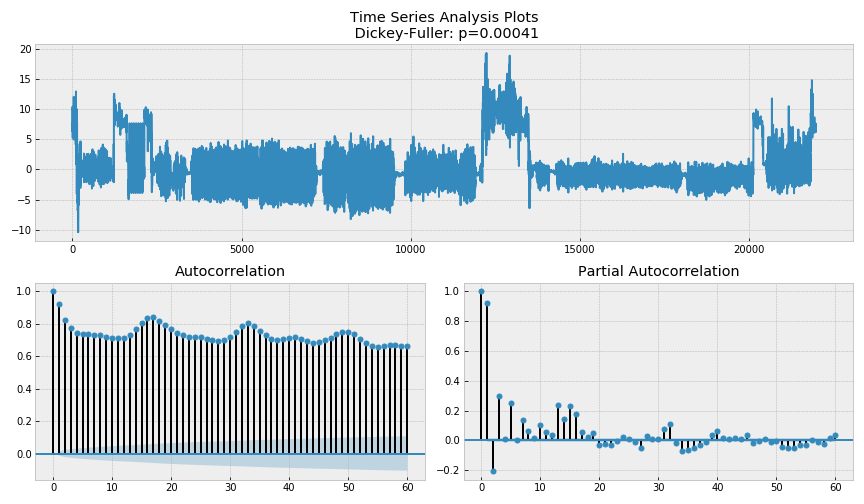 Time Series Analysis Plots
Dickey-Fuller: p=0.00041
20
15
10
5
0
−5
−10
0 5000 10000 15000 20000
Autocorrelation
1.0
0.8
0.6
0.4
0.2
0.0
0 10 20 30 40 50 60
Partial Autocorrelation
1.0
0.8
0.6
0.4
0.2
0.0
−0.2
0 10 20 30 40 50 60